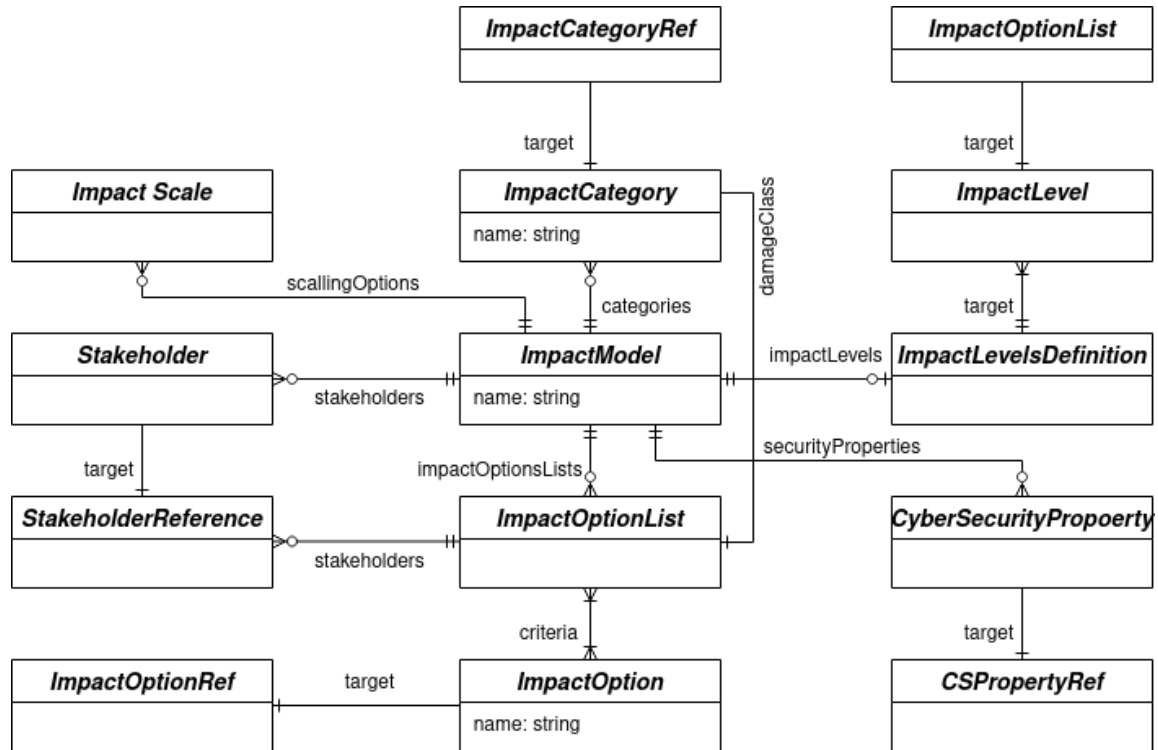 ImpactCategoryRef
ImpactOptionList
target
target
Impact Scale
ImpactCategory
name: string
damageClass
ImpactLevel
scallingOptions
categories
target
Stakeholder
stakeholders
ImpactModel
name: string
impactLevels
ImpactLevelsDefinition
target
impactOptionsLists
securityProperties
StakeholderReference
stakeholders
ImpactOptionList
CyberSecurityPropoerty
criteria
target
ImpactOptionRef
target
ImpactOption
name: string
CSPropertyRef